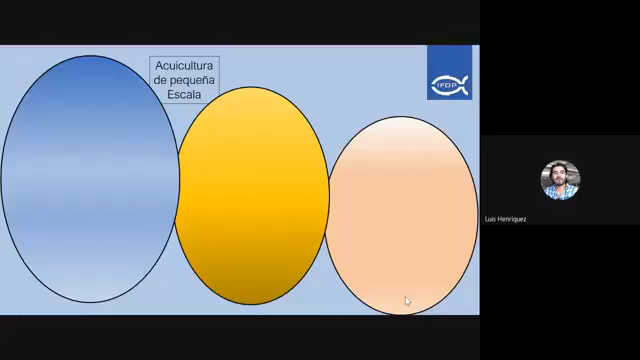 Acuicultura
de pequeña
Escala
IFOP
Luis Henriquez